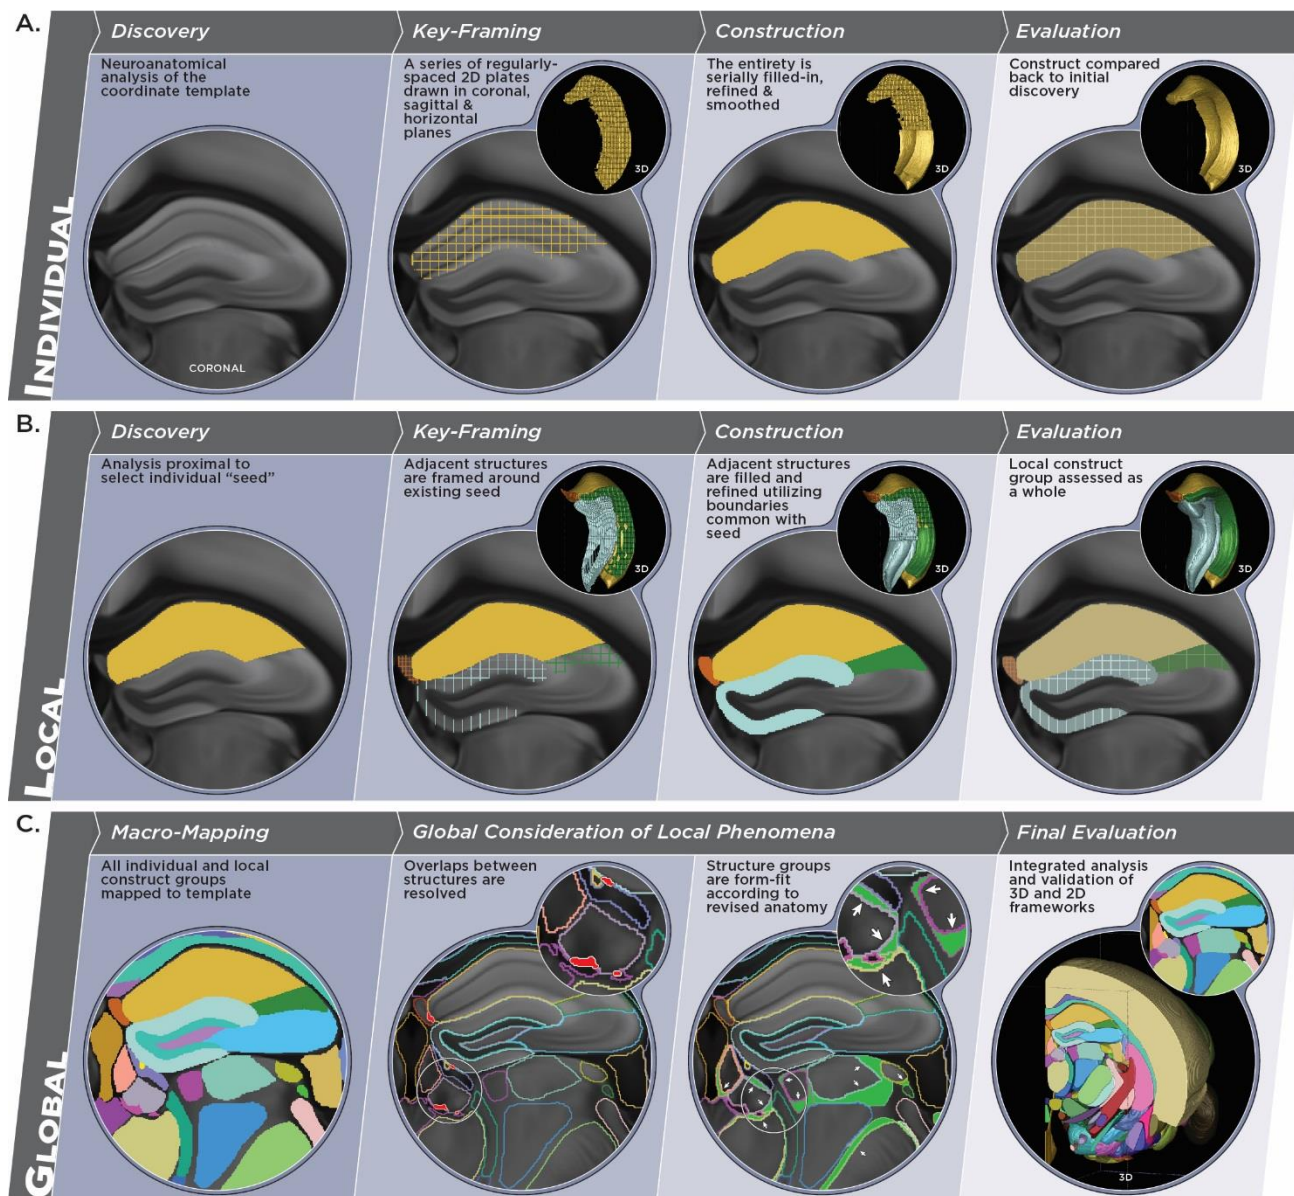 A.
INDIVIDUAL
Discovery
Neuroanatomical
analysis of the
coordinate template
CORONAL
Key-Framing
A series of regularly-
spaced 2D plates
drawn in coronal,
sagittal &
horizontal
planes
3D
Construction
The entirety is
serially filled-in,
refined &
smoothed
3D
Evaluation
Construct compared
back to initial
discovery
3D
B.
LOCAL
Discovery
Analysis proximal to
select individual “seed”
Key-Framing
Adjacent structures
are framed around
existing seed
3D
Construction
Adjacent structures
are filled and
refined utilizing
boundaries
common with
seed
3D
Evaluation
Local construct
group assessed as
a whole
3D
C.
GLOBAL
Macro-Mapping
All individual and local
construct groups
mapped to template
Global Consideration of Local Phenomena
Overlaps between
structures are
resolved
Structure groups
are form-fit
according to
revised anatomy
Final Evaluation
Integrated analysis
and validation of
3D and 2D
frameworks
3D